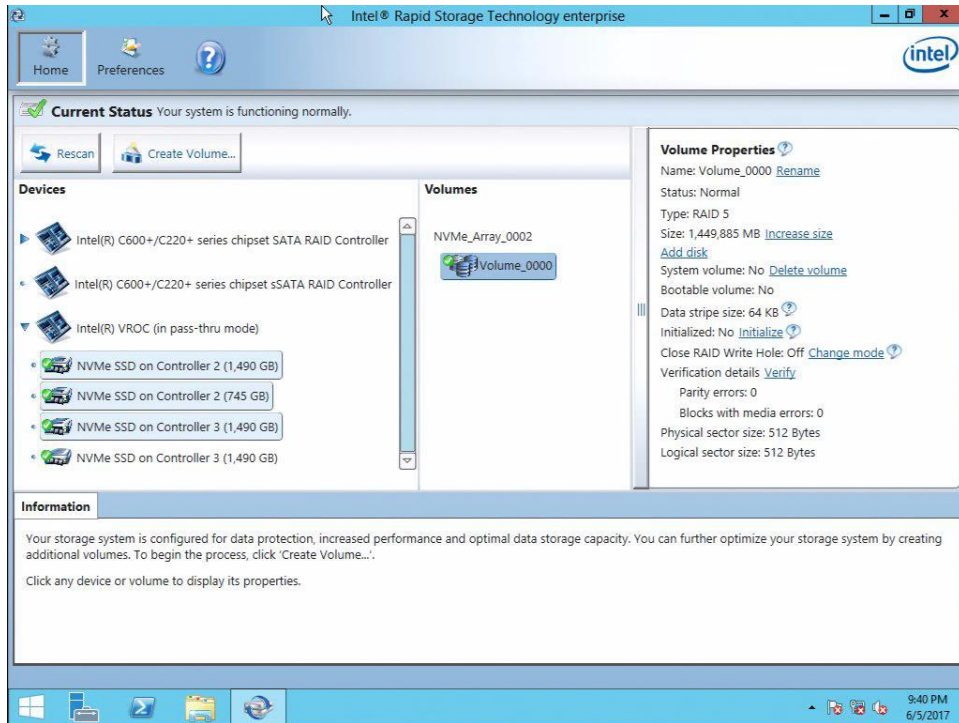 Intel® Rapid Storage Technology enterprise
Home
Preferences
intel
Current Status Your system is functioning normally.
Rescan
Create Volume...
Devices
Intel(R) C600+/C220+ series chipset SATA RAID Controller
Intel(R) C600+/C220+ series chipset sSATA RAID Controller
Intel(R) VROC (in pass-thru mode)
NVMe SSD on Controller 2 (1,490 GB)
NVMe SSD on Controller 2 (745 GB)
NVMe SSD on Controller 3 (1,490 GB)
NVMe SSD on Controller 3 (1,490 GB)
Volumes
NVMe_Array_0002
Volume_0000
Volume Properties ?
Name: Volume_0000 Rename
Status: Normal
Type: RAID 5
Size: 1,449,885 MB Increase size
Add disk
System volume: No Delete volume
Bootable volume: No
Data stripe size: 64 KB ?
Initialized: No Initialize ?
Close RAID Write Hole: Off Change mode ?
Verification details Verify
Parity errors: 0
Blocks with media errors: 0
Physical sector size: 512 Bytes
Logical sector size: 512 Bytes
Information
Your storage system is configured for data protection, increased performance and optimal data storage capacity. You can further optimize your storage system by creating
additional volumes. To begin the process, click 'Create Volume...'.
Click any device or volume to display its properties.
9:40 PM
6/5/2017